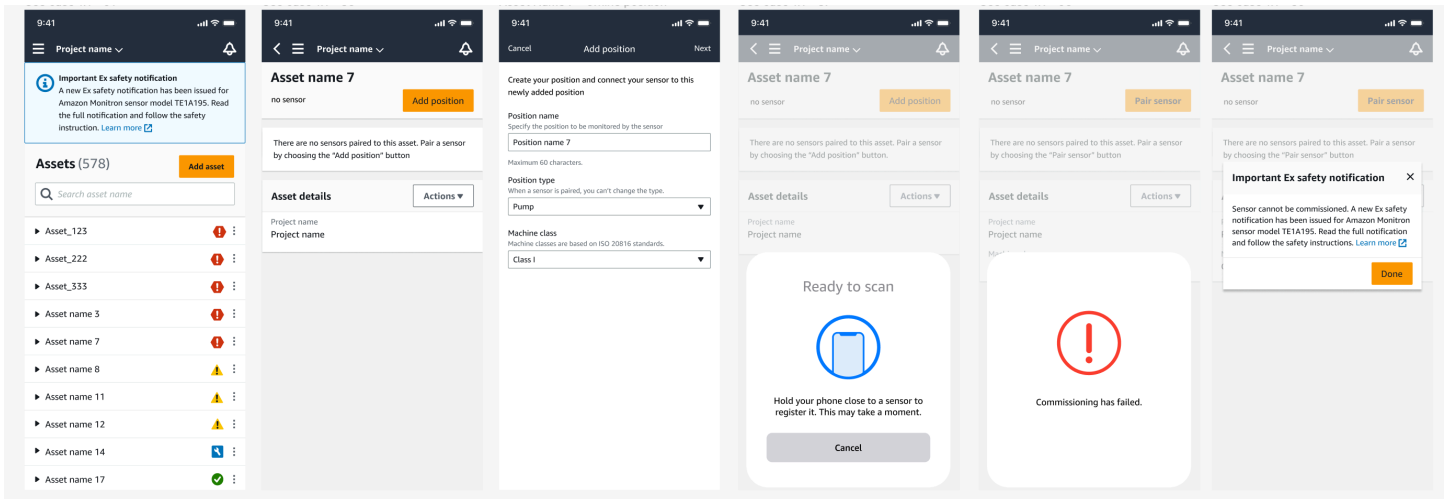 9:41
Project name
Important Ex safety notification
A new Ex safety notification has been issued for
Amazon Monitron sensor model TE1A195. Read
the full notification and follow the safety
instruction. Learn more
Assets (578)
Add asset
Search asset name
Asset_123
Asset_222
Asset_333
Asset name 3
Asset name 7
Asset name 8
Asset name 11
Asset name 12
Asset name 14
Asset name 17
9:41
Project name
Asset name 7
no sensor
Add position
There are no sensors paired to this asset. Pair a sensor
by choosing the "Add position" button
Asset details
Actions
Project name
Project name
9:41
Cancel
Add position
Next
Create your position and connect your sensor to this
newly added position
Position name
Specify the position to be monitored by the sensor
Position name 7
Maximum 60 characters.
Position type
When a sensor is paired, you can't change the type.
Pump
Machine class
Machine classes are based on ISO 20816 standards.
Class I
9:41
Project name
Asset name 7
no sensor
Add position
There are no sensors paired to this asset. Pair a sensor
by choosing the "Add position" button.
Asset details
Actions
Project name
Project name
Ready to scan
Hold your phone close to a sensor to
register it. This may take a moment.
Cancel
9:41
Project name
Asset name 7
no sensor
Pair sensor
There are no sensors paired to this asset. Pair a sensor
by choosing the "Pair sensor" button
Asset details
Actions
Project name
Project name
Commissioning has failed.
9:41
Project name
Asset name 7
no sensor
Pair sensor
There are no sensors paired to this asset. Pair a sensor
by choosing the "Pair sensor" button
Important Ex safety notification
Sensor cannot be commissioned. A new Ex safety
notification has been issued for Amazon Monitron
sensor model TE1A195. Read the full notification
and follow the safety instructions. Learn more
Done